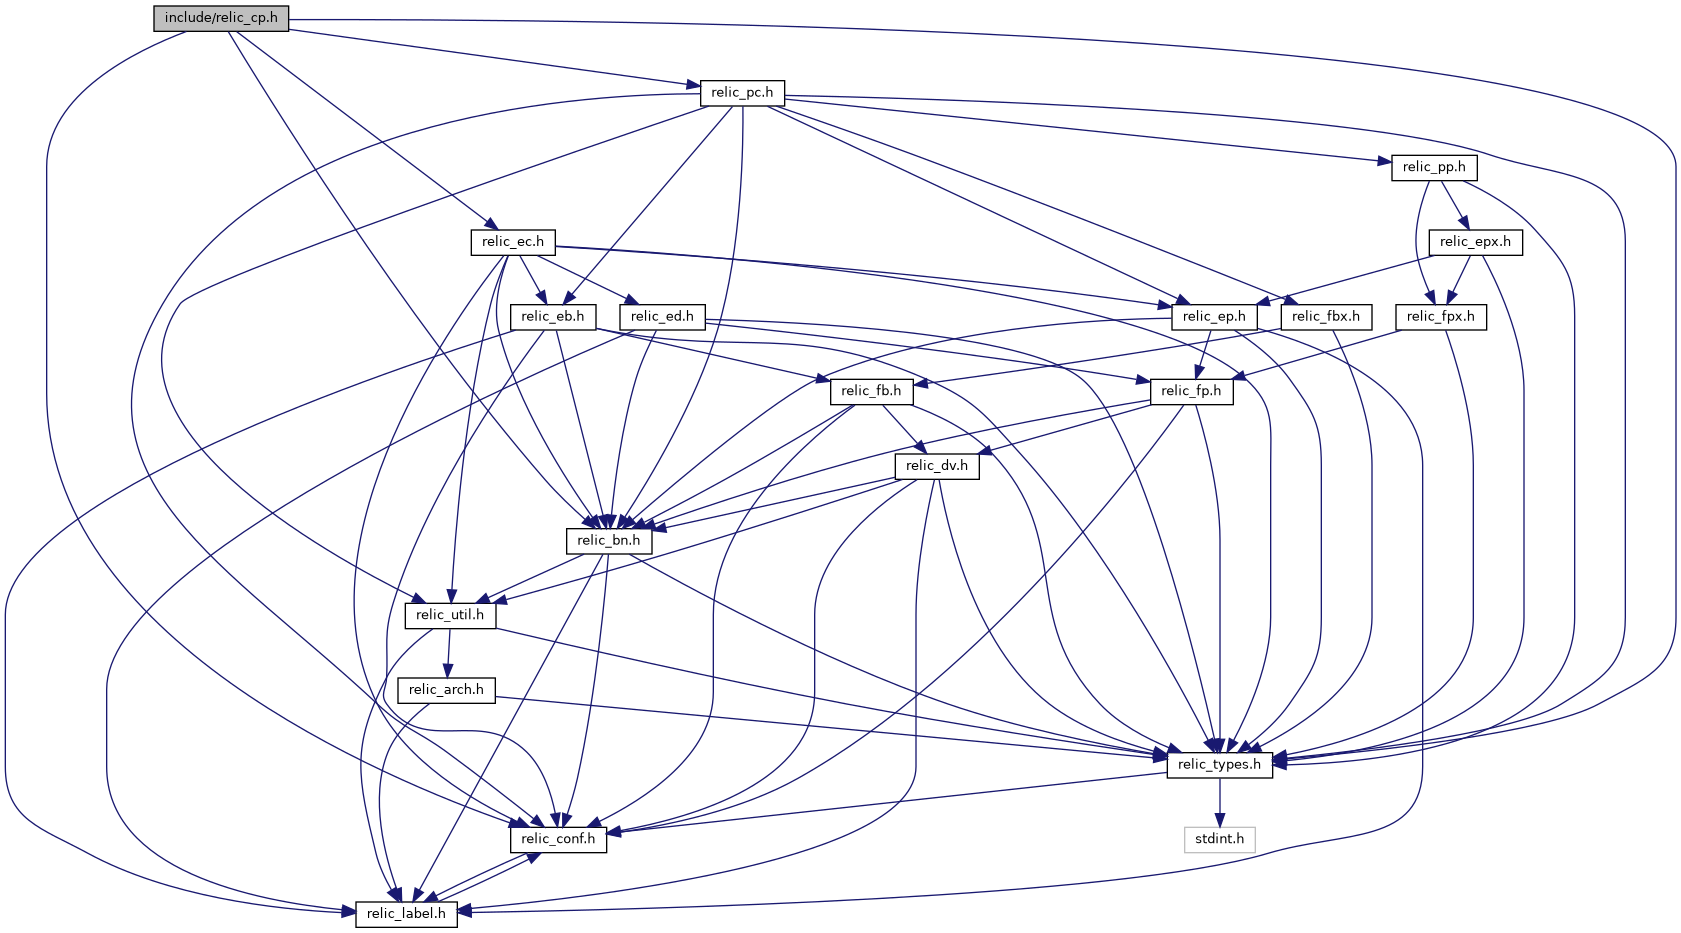 include/relic_cp.h
relic_pc.h
relic_pp.h
relic_ec.h
relic_epx.h
relic_eb.h
relic_ed.h
relic_ep.h
relic_fbx.h
relic_fpx.h
relic_fb.h
relic_fp.h
relic_dv.h
relic_bn.h
relic_util.h
relic_arch.h
relic_types.h
relic_conf.h
stdint.h
relic_label.h